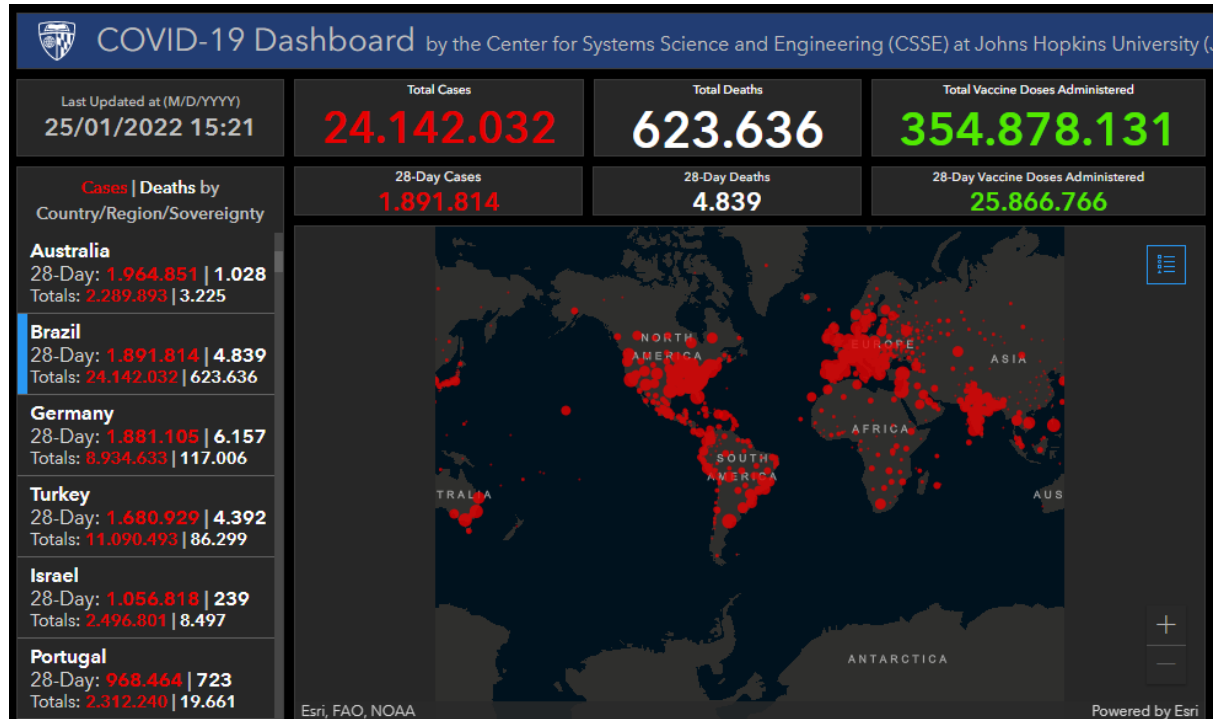 COVID-19 Dashboard by the Center for Systems Science and Engineering (CSSE) at Johns Hopkins University (J
Last Updated at (M/D/YYYY)
25/01/2022 15:21
Total Cases
24.142.032
Total Deaths
623.636
Total Vaccine Doses Administered
354.878.131
28-Day Cases
1.891.814
28-Day Deaths
4.839
28-Day Vaccine Doses Administered
25.866.766
Cases | Deaths by
Country/Region/Sovereignty
Australia
28-Day: 1.964.851 | 1.028
Totals: 2.289.893 | 3.225
Brazil
28-Day: 1.891.814 | 4.839
Totals: 24.142.032 | 623.636
Germany
28-Day: 1.881.105 | 6.157
Totals: 8.934.633 | 117.006
Turkey
28-Day: 1.680.929 | 4.392
Totals: 11.090.493 | 86.299
Israel
28-Day: 1.056.818 | 239
Totals: 2.496.801 | 8.497
Portugal
28-Day: 968.464 | 723
Totals: 2.312.240 | 19.661
NORTH
AMERICA
EUROPE
ASIA
AFRICA
SOUTH
AMERICA
TRALIA
AUS
ANTARCTICA
Esri, FAO, NOAA
Powered by Esri